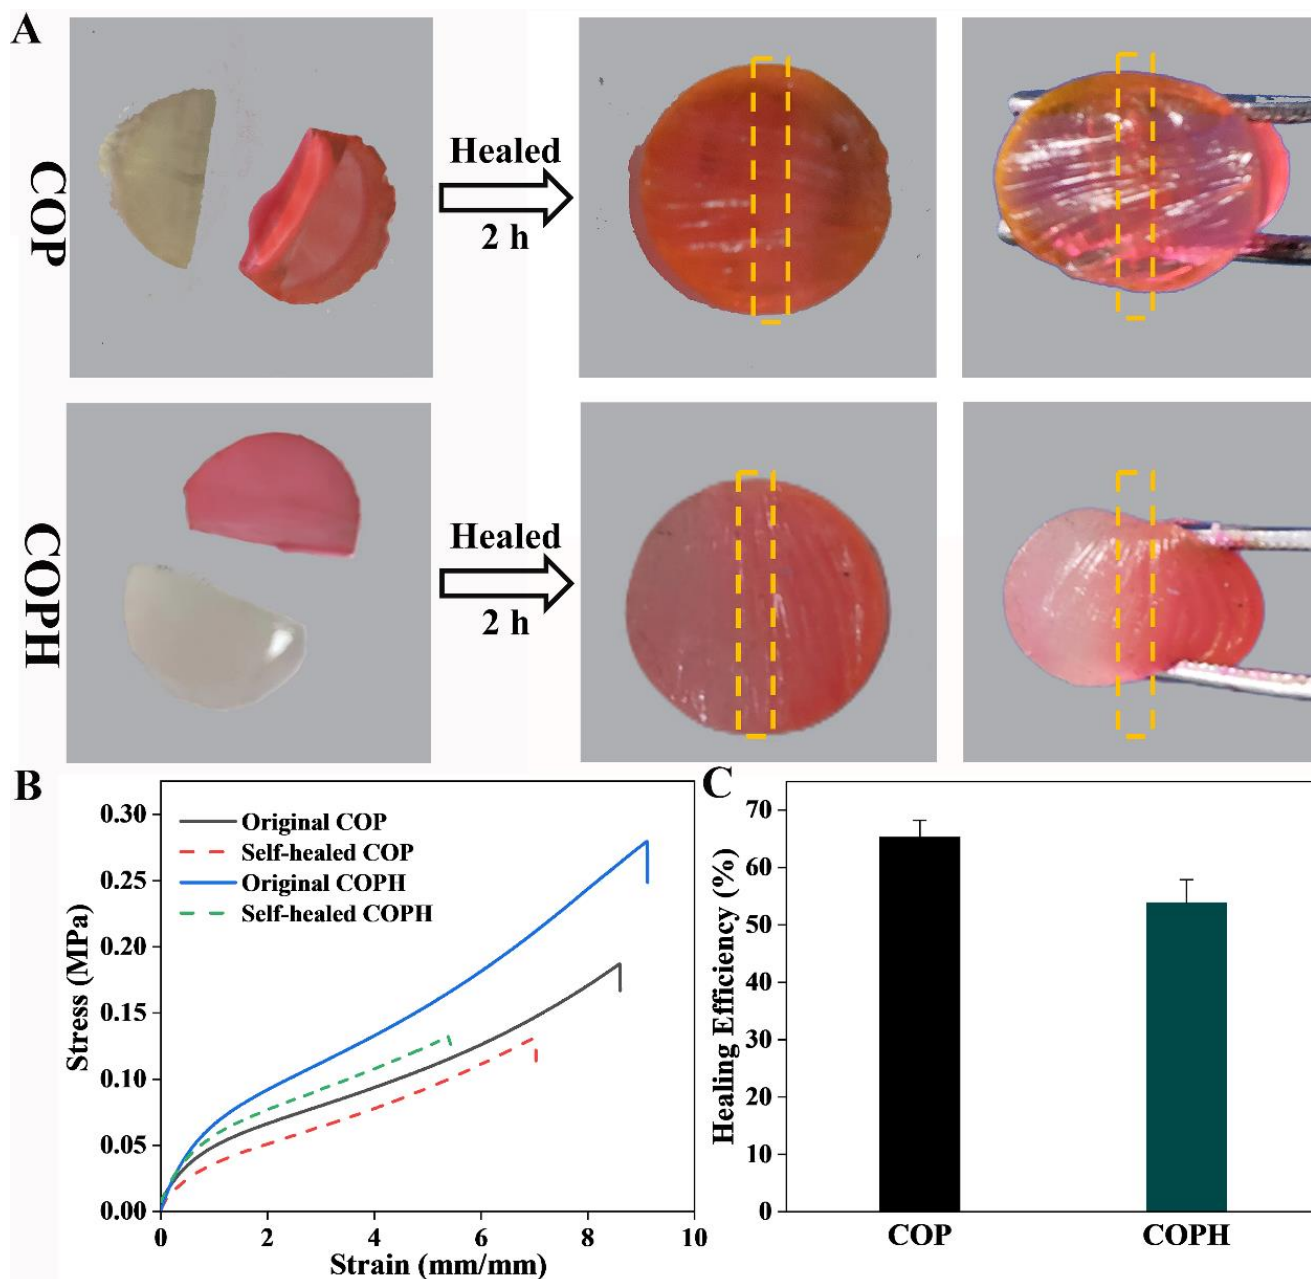 A
COP
Healed
2 h
COPH
Healed
2 h
B
Original COP
Self-healed COP
Original COPH
Self-healed COPH
Stress (MPa)
0.30
0.25
0.20
0.15
0.10
0.05
0.00
0
2
4
6
8
10
Strain (mm/mm)
C
Healing Efficiency (%)
70
60
50
40
30
20
10
0
COP
COPH